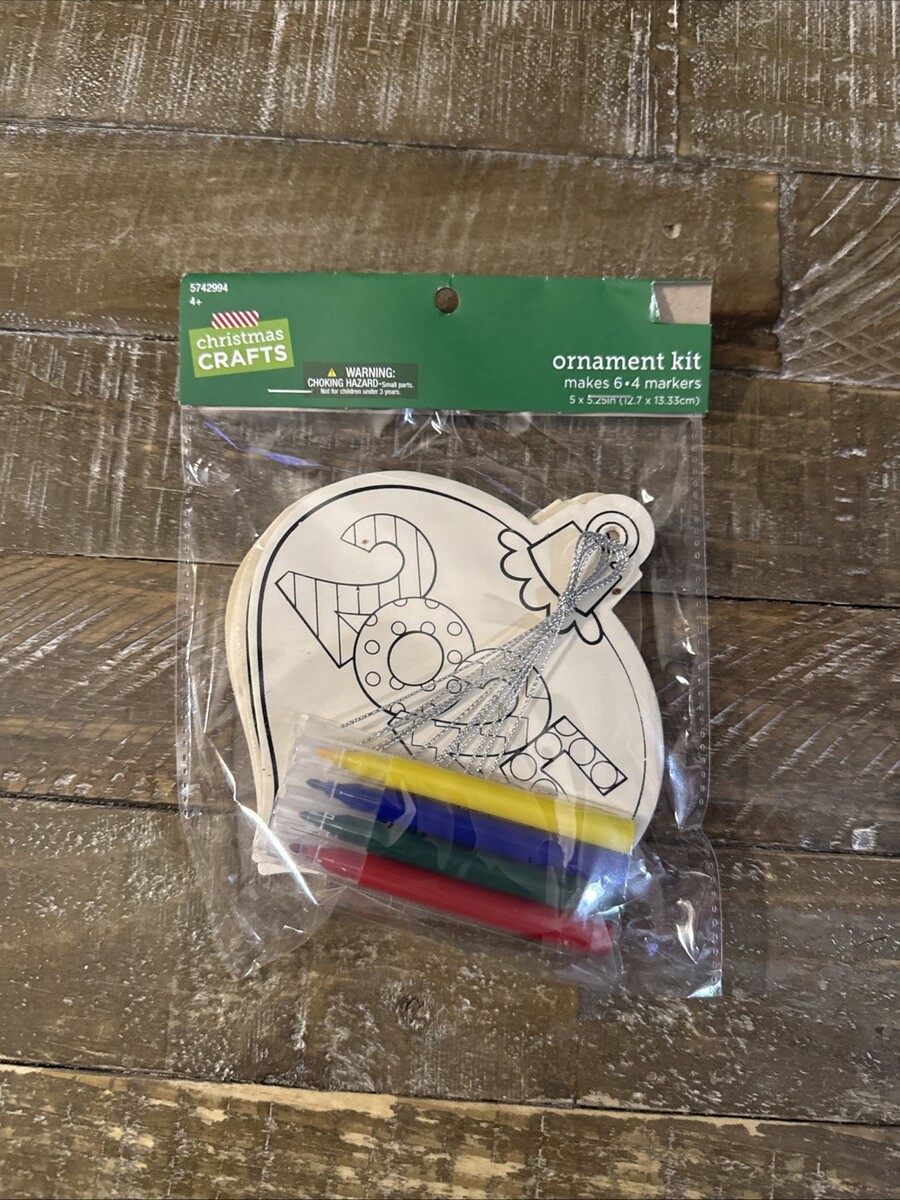 5742994
4+
christmas
CRAFTS
WARNING:
CHOKING HAZARD-Small parts.
Not for children under 3 years.
ornament kit
makes 6•4 markers
5 x 5.25in (12.7 x 13.33cm)